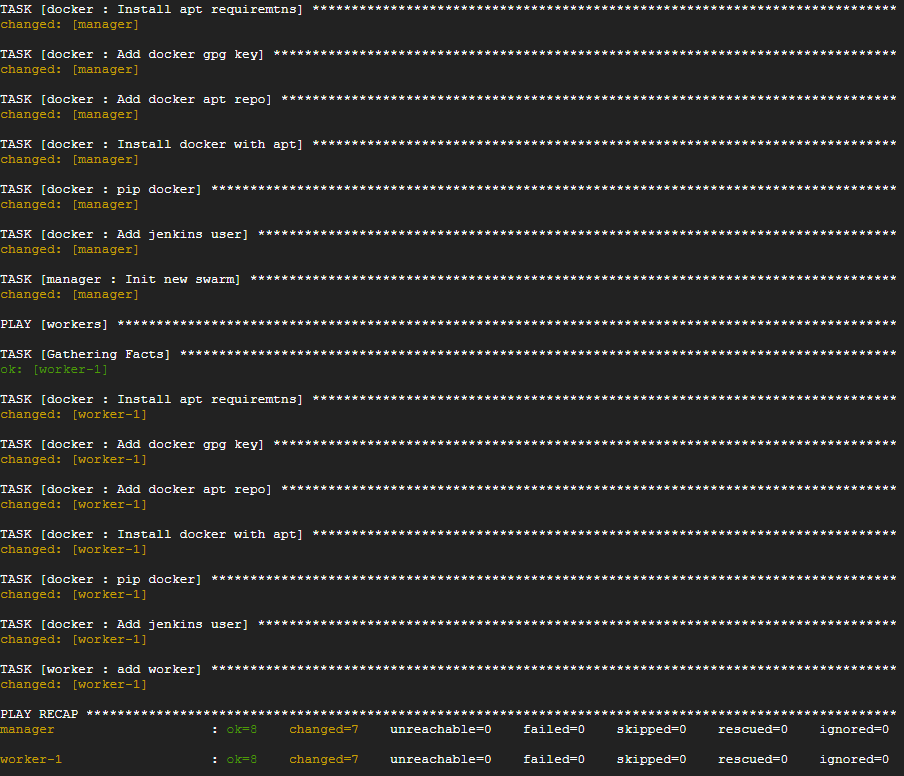 TASK [docker : Install apt requiremtns] ***************************************************************************
changed: [manager]
TASK [docker : Add docker gpg key] ********************************************************************************
changed: [manager]
TASK [docker : Add docker apt repo] *******************************************************************************
changed: [manager]
TASK [docker : Install docker with apt] ***************************************************************************
changed: [manager]
TASK [docker : pip docker] ****************************************************************************************
changed: [manager]
TASK [docker : Add jenkins user] **********************************************************************************
changed: [manager]
TASK [manager : Init new swarm] ***********************************************************************************
changed: [manager]
PLAY [workers] ****************************************************************************************************
TASK [Gathering Facts] ********************************************************************************************
ok: [worker-1]
TASK [docker : Install apt requiremtns] ***************************************************************************
changed: [worker-1]
TASK [docker : Add docker gpg key] ********************************************************************************
changed: [worker-1]
TASK [docker : Add docker apt repo] *******************************************************************************
changed: [worker-1]
TASK [docker : Install docker with apt] ***************************************************************************
changed: [worker-1]
TASK [docker : pip docker] ****************************************************************************************
changed: [worker-1]
TASK [docker : Add jenkins user] **********************************************************************************
changed: [worker-1]
TASK [worker : add worker] ****************************************************************************************
changed: [worker-1]
PLAY RECAP ********************************************************************************************************
manager                    : ok=8    changed=7    unreachable=0    failed=0    skipped=0    rescued=0    ignored=0
worker-1                   : ok=8    changed=7    unreachable=0    failed=0    skipped=0    rescued=0    ignored=0